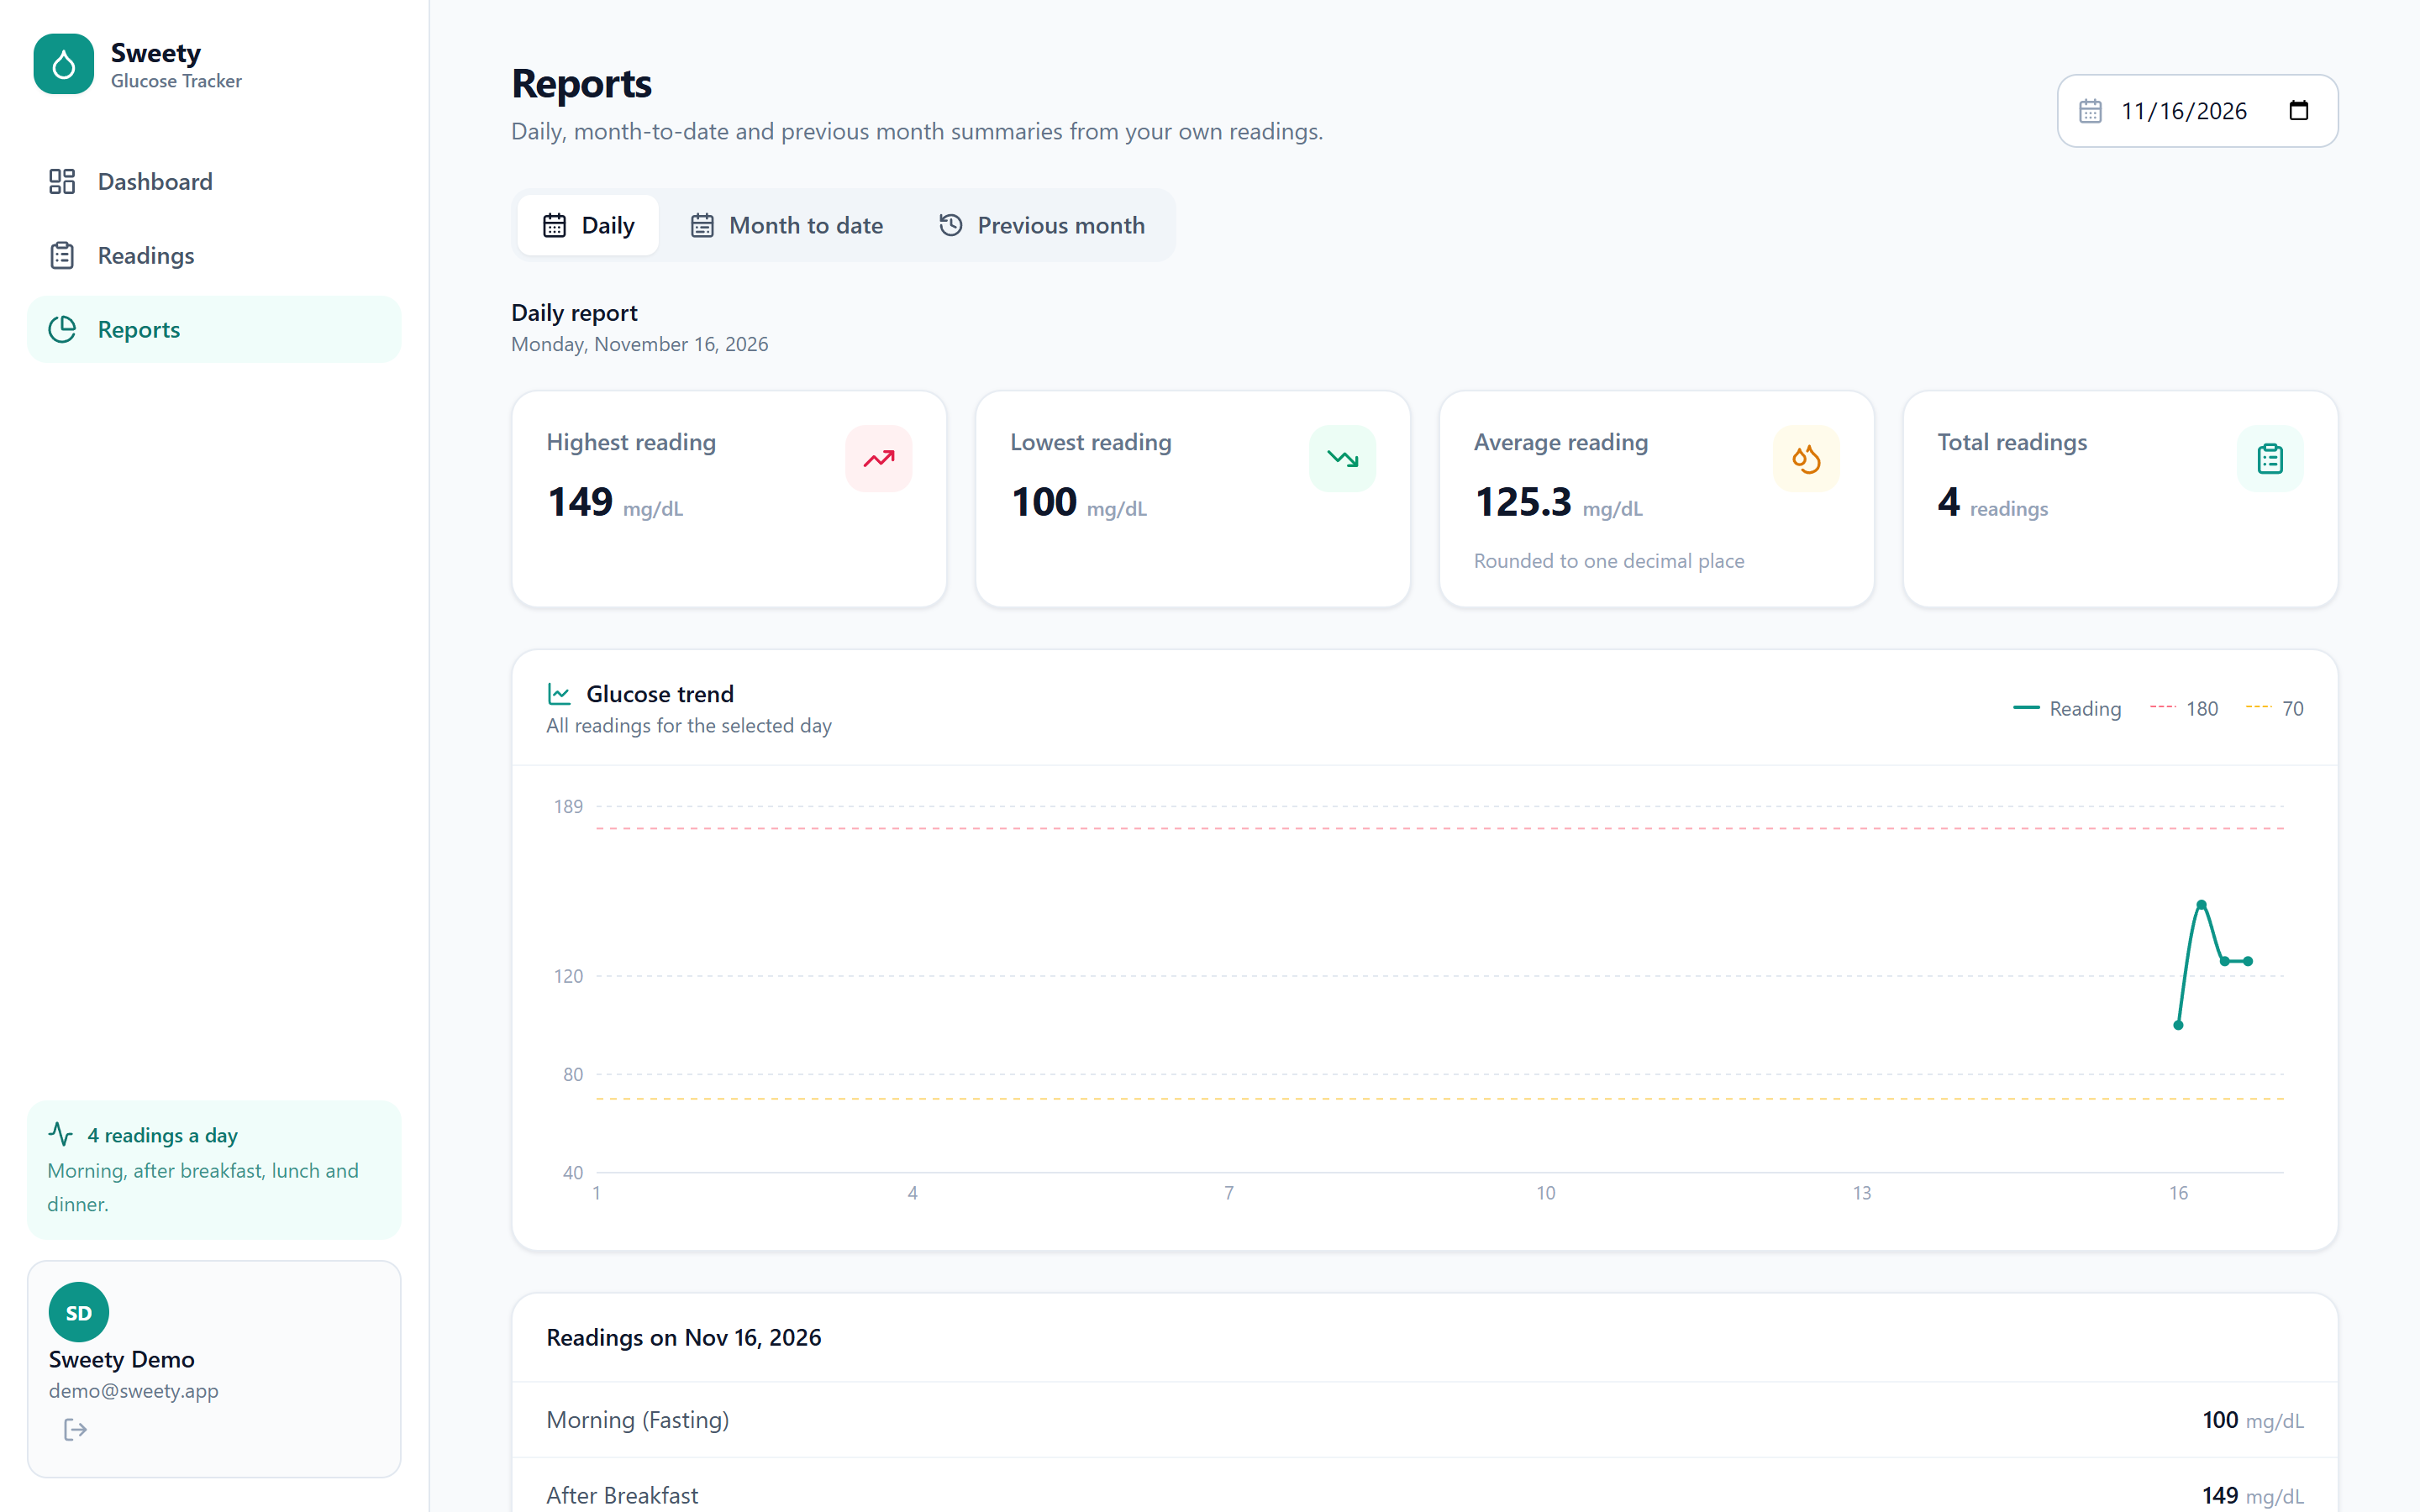 Sweety
Glucose Tracker
Dashboard
Readings
Reports
4 readings a day
Morning, after breakfast, lunch and
dinner.
SD
Sweety Demo
demo@sweety.app
Reports
Daily, month-to-date and previous month summaries from your own readings.
11/16/2026
Daily
Month to date
Previous month
Daily report
Monday, November 16, 2026
Highest reading
149 mg/dL
Lowest reading
100 mg/dL
Average reading
125.3 mg/dL
Rounded to one decimal place
Total readings
4 readings
Glucose trend
All readings for the selected day
Reading
180
70
189
120
80
40
1
4
7
10
13
16
Readings on Nov 16, 2026
Morning (Fasting)
100 mg/dL
After Breakfast
149 mg/dL